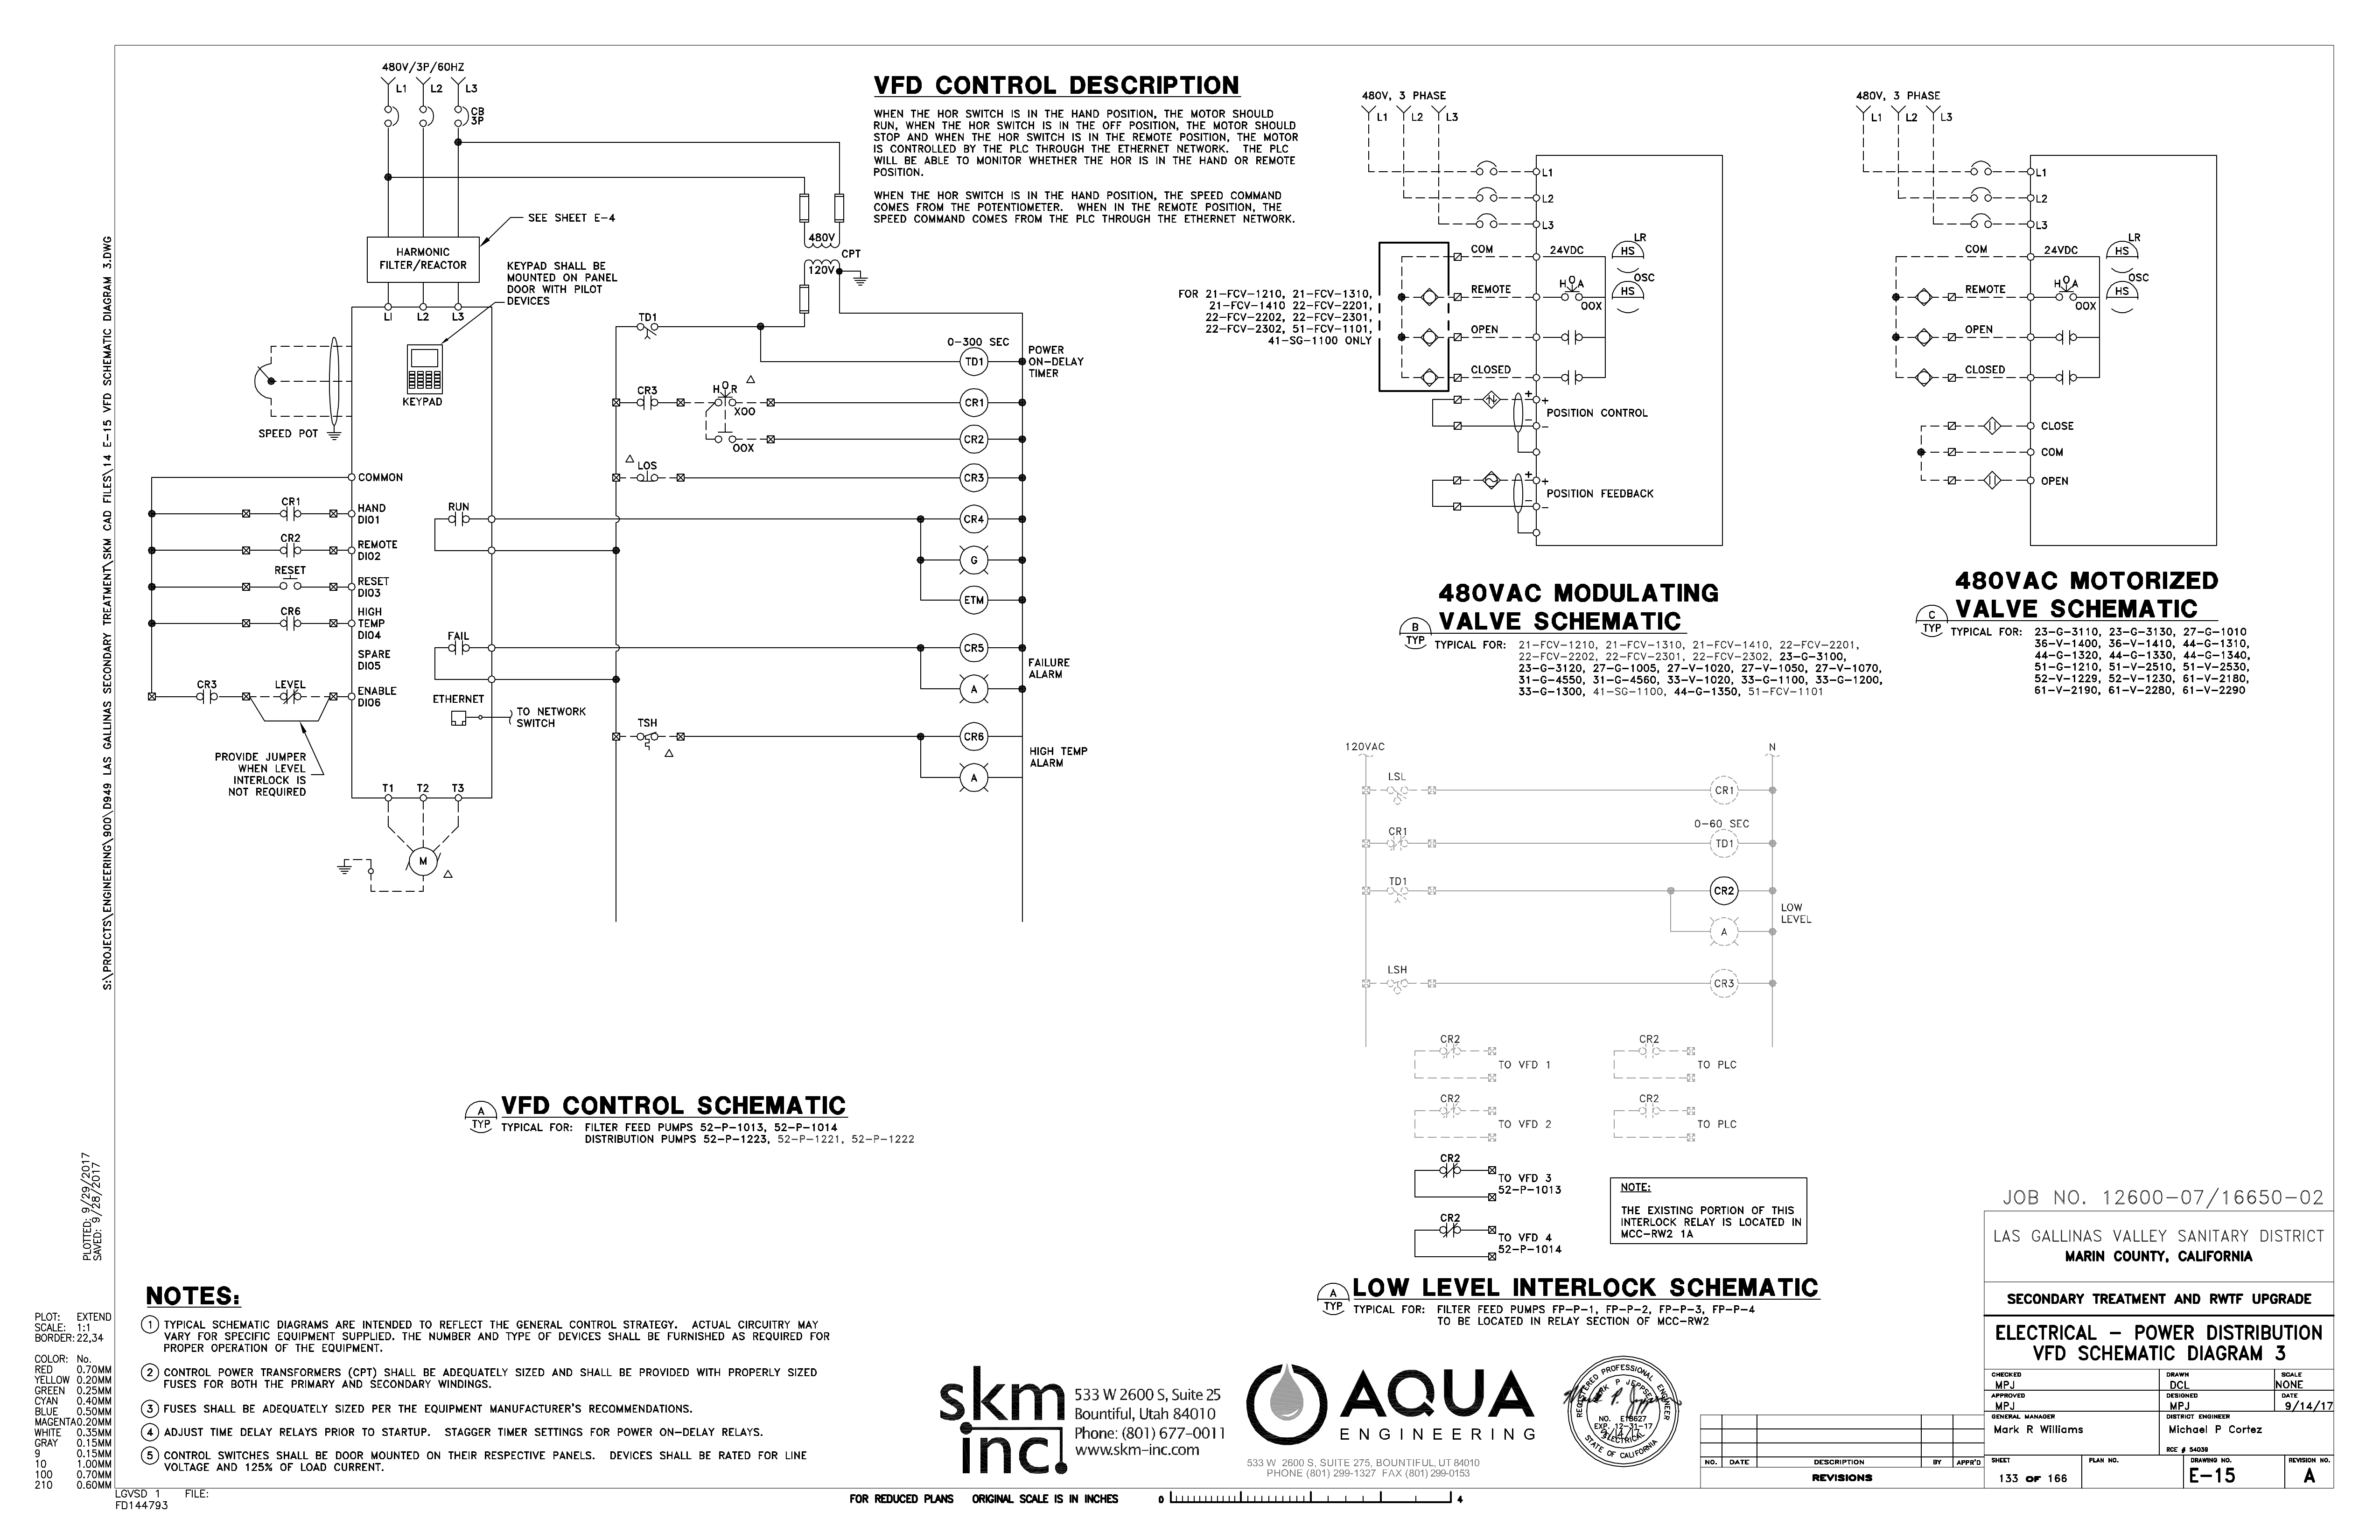 480V/3P/60HZ
L1 L2 L3
CB
3P
SEE SHEET E-4
HARMONIC
FILTER/REACTOR
KEYPAD SHALL BE
MOUNTED ON PANEL
DOOR WITH PILOT
DEVICES
L1 L2 L3
KEYPAD
SPEED POT
COMMON
CR1
HAND
DI01
CR2
REMOTE
DI02
RESET
RESET
DI03
CR6
HIGH
TEMP
DI04
SPARE
DI05
CR3
LEVEL
ENABLE
DI06
PROVIDE JUMPER
WHEN LEVEL
INTERLOCK IS
NOT REQUIRED
RUN
FAIL
ETHERNET
TO NETWORK
SWITCH
T1 T2 T3
M
480V
CPT
120V
TD1
0-300 SEC
TD1
POWER
ON-DELAY
TIMER
CR3
H O R
XOO
CR1
OOX
CR2
LOS
CR3
CR4
G
ETM
CR5
FAILURE
ALARM
A
TSH
CR6
HIGH TEMP
ALARM
A
VFD CONTROL DESCRIPTION
WHEN THE HOR SWITCH IS IN THE HAND POSITION, THE MOTOR SHOULD
RUN, WHEN THE HOR SWITCH IS IN THE OFF POSITION, THE MOTOR SHOULD
STOP AND WHEN THE HOR SWITCH IS IN THE REMOTE POSITION, THE MOTOR
IS CONTROLLED BY THE PLC THROUGH THE ETHERNET NETWORK. THE PLC
WILL BE ABLE TO MONITOR WHETHER THE HOR IS IN THE HAND OR REMOTE
POSITION.
WHEN THE HOR SWITCH IS IN THE HAND POSITION, THE SPEED COMMAND
COMES FROM THE POTENTIOMETER. WHEN IN THE REMOTE POSITION, THE
SPEED COMMAND COMES FROM THE PLC THROUGH THE ETHERNET NETWORK.
A
TYP
VFD CONTROL SCHEMATIC
TYPICAL FOR: FILTER FEED PUMPS 52-P-1013, 52-P-1014
DISTRIBUTION PUMPS 52-P-1223, 52-P-1221, 52-P-1222
480V, 3 PHASE
L1 L2 L3
L1
L2
L3
COM
24VDC
HS
LR
REMOTE
H O A
OOX
HS
OSC
OPEN
CLOSED
+
+
POSITION CONTROL
-
-
+
+
POSITION FEEDBACK
-
-
FOR 21-FCV-1210, 21-FCV-1310,
21-FCV-1410 22-FCV-2201,
22-FCV-2202, 22-FCV-2301,
22-FCV-2302, 51-FCV-1101,
41-SG-1100 ONLY
B
TYP
480VAC MODULATING
VALVE SCHEMATIC
TYPICAL FOR: 21-FCV-1210, 21-FCV-1310, 21-FCV-1410, 22-FCV-2201,
22-FCV-2202, 22-FCV-2301, 22-FCV-2302, 23-G-3100,
23-G-3120, 27-G-1005, 27-V-1020, 27-V-1050, 27-V-1070,
31-G-4550, 31-G-4560, 33-V-1020, 33-G-1100, 33-G-1200,
33-G-1300, 41-SG-1100, 44-G-1350, 51-FCV-1101
480V, 3 PHASE
L1 L2 L3
L1
L2
L3
COM
24VDC
HS
LR
REMOTE
H O A
OOX
HS
OSC
OPEN
CLOSED
CLOSE
COM
OPEN
C
TYP
480VAC MOTORIZED
VALVE SCHEMATIC
TYPICAL FOR: 23-G-3110, 23-G-3130, 27-G-1010
36-V-1400, 36-V-1410, 44-G-1310,
44-G-1320, 44-G-1330, 44-G-1340,
51-G-1210, 51-V-2510, 51-V-2530,
52-V-1229, 52-V-1230, 61-V-2180,
61-V-2190, 61-V-2280, 61-V-2290
120VAC N
LSL
CR1
CR1
0-60 SEC
TD1
TD1
CR2
LOW
LEVEL
A
LSH
CR3
CR2
TO VFD 1
CR2
TO PLC
CR2
TO VFD 2
CR2
TO PLC
CR2
TO VFD 3
52-P-1013
CR2
TO VFD 4
52-P-1014
NOTE:
THE EXISTING PORTION OF THIS
INTERLOCK RELAY IS LOCATED IN
MCC-RW2 1A
A
TYP
LOW LEVEL INTERLOCK SCHEMATIC
TYPICAL FOR: FILTER FEED PUMPS FP-P-1, FP-P-2, FP-P-3, FP-P-4
TO BE LOCATED IN RELAY SECTION OF MCC-RW2
NOTES:
1 TYPICAL SCHEMATIC DIAGRAMS ARE INTENDED TO REFLECT THE GENERAL CONTROL STRATEGY. ACTUAL CIRCUITRY MAY
VARY FOR SPECIFIC EQUIPMENT SUPPLIED. THE NUMBER AND TYPE OF DEVICES SHALL BE FURNISHED AS REQUIRED FOR
PROPER OPERATION OF THE EQUIPMENT.
2 CONTROL POWER TRANSFORMERS (CPT) SHALL BE ADEQUATELY SIZED AND SHALL BE PROVIDED WITH PROPERLY SIZED
FUSES FOR BOTH THE PRIMARY AND SECONDARY WINDINGS.
3 FUSES SHALL BE ADEQUATELY SIZED PER THE EQUIPMENT MANUFACTURER'S RECOMMENDATIONS.
4 ADJUST TIME DELAY RELAYS PRIOR TO STARTUP. STAGGER TIMER SETTINGS FOR POWER ON-DELAY RELAYS.
5 CONTROL SWITCHES SHALL BE DOOR MOUNTED ON THEIR RESPECTIVE PANELS. DEVICES SHALL BE RATED FOR LINE
VOLTAGE AND 125% OF LOAD CURRENT.
S:\PROJECTS\ENGINEERING\900\D949 LAS GALLINAS SECONDARY TREATMENT\SKM CAD FILES\14 E-15 VFD SCHEMATIC DIAGRAM 3.DWG
PLOTTED: 9/29/2017
SAVED: 9/28/2017
PLOT: EXTEND
SCALE: 1:1
BORDER: 22,34
COLOR: No.
RED 0.70MM
YELLOW 0.20MM
GREEN 0.25MM
CYAN 0.40MM
BLUE 0.50MM
MAGENTA 0.20MM
WHITE 0.35MM
GRAY 0.15MM
9 0.15MM
10 1.00MM
100 0.70MM
210 0.60MM
LGVSD 1 FILE:
FD144793
skm
inc.
533 W 2600 S, Suite 25
Bountiful, Utah 84010
Phone: (801) 677-0011
www.skm-inc.com
AQUA
ENGINEERING
533 W 2600 S, SUITE 275, BOUNTIFUL, UT 84010
PHONE (801) 299-1327 FAX (801) 299-0153
REGISTERED PROFESSIONAL ENGINEER
MARK P JEPPSEN
NO. E18627
EXP. 12-31-17
9/14/17
ELECTRICAL
STATE OF CALIFORNIA
FOR REDUCED PLANS ORIGINAL SCALE IS IN INCHES 0 4
NO. DATE DESCRIPTION BY APPR'D
REVISIONS
JOB NO. 12600-07/16650-02
LAS GALLINAS VALLEY SANITARY DISTRICT
MARIN COUNTY, CALIFORNIA
SECONDARY TREATMENT AND RWTF UPGRADE
ELECTRICAL - POWER DISTRIBUTION
VFD SCHEMATIC DIAGRAM 3
CHECKED MPJ
DRAWN DCL
SCALE NONE
APPROVED MPJ
DESIGNED MPJ
DATE 9/14/17
GENERAL MANAGER
Mark R Williams
DISTRICT ENGINEER
Michael P Cortez
RCE # 54039
SHEET
133 OF 166
PLAN NO.
DRAWING NO.
E-15
REVISION NO.
A